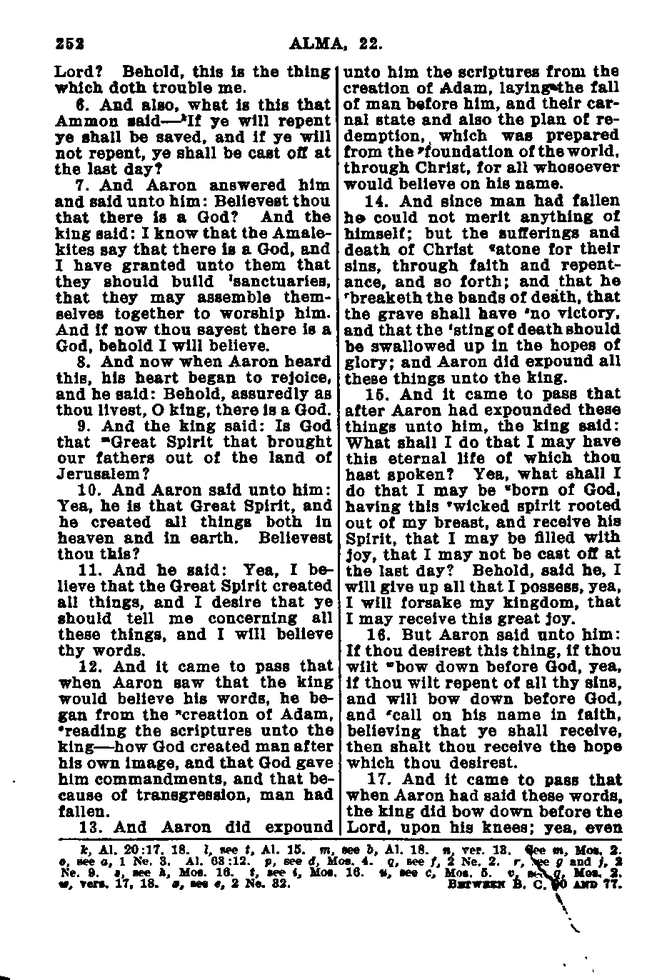 252 ALMA, 22.
Lord? Behold, this is the thing
which doth trouble me.
6. And also, what is this that
Ammon said—kIf ye will repent
ye shall be saved, and if ye will
not repent, ye shall be cast off at
the last day?
7. And Aaron answered him
and said unto him: Believest thou
that there is a God? And the
king said: I know that the Amale-
kites say that there is a God, and
I have granted unto them that
they should build lsanctuaries,
that they may assemble them-
selves together to worship him.
And if now thou sayest there is a
God, behold I will believe.
8. And now when Aaron heard
this, his heart began to rejoice,
and he said: Behold, assuredly as
thou livest, O king, there is a God.
9. And the king said: Is God
that mGreat Spirit that brought
our fathers out of the land of
Jerusalem?
10. And Aaron said unto him:
Yea, he is that Great Spirit, and
he created all things both in
heaven and in earth. Believest
thou this?
11. And he said: Yea, I be-
lieve that the Great Spirit created
all things, and I desire that ye
should tell me concerning all
these things, and I will believe
thy words.
12. And it came to pass that
when Aaron saw that the king
would believe his words, he be-
gan from the ncreation of Adam,
oreading the scriptures unto the
king—how God created man after
his own image, and that God gave
him commandments, and that be-
cause of transgression, man had
fallen.
13. And Aaron did expound
unto him the scriptures from the
creation of Adam, laying the fall
of man before him, and their car-
nal state and also the plan of re-
demption, which was prepared
from the pfoundation of the world,
through Christ, for all whosoever
would believe on his name.
14. And since man had fallen
he could not merit anything of
himself; but the sufferings and
death of Christ qatone for their
sins, through faith and repent-
ance, and so forth; and that he
rbreaketh the bands of death, that
the grave shall have sno victory,
and that the tsting of death should
be swallowed up in the hopes of
glory; and Aaron did expound all
these things unto the king.
15. And it came to pass that
after Aaron had expounded these
things unto him, the king said:
What shall I do that I may have
this eternal life of which thou
hast spoken? Yea, what shall I
do that I may be uborn of God,
having this vwicked spirit rooted
out of my breast, and receive his
Spirit, that I may be filled with
joy, that I may not be cast off at
the last day? Behold, said he, I
will give up all that I possess, yea,
I will forsake my kingdom, that
I may receive this great joy.
16. But Aaron said unto him:
If thou desirest this thing, if thou
wilt wbow down before God, yea,
if thou wilt repent of all thy sins,
and will bow down before God,
and xcall on his name in faith,
believing that ye shall receive,
then shalt thou receive the hope
which thou desirest.
17. And it came to pass that
when Aaron had said these words,
the king did bow down before the
Lord, upon his knees; yea, even
k, Al. 20:17, 18. l, see t, Al. 15. m, see b, Al. 18. n, ver. 13. See m, Mos. 2.
o, see a, 1 Ne. 3. Al. 63:12. p, see d, Mos. 4. q, see f, 2 Ne. 2. r, see g and j, 2
Ne. 9. s, see h, Mos. 16. t, see i, Mos. 16. u, see c, Mos. 5. v, see g, Mos. 2.
w, vers. 17, 18. x, see e, 2 Ne. 32. BETWEEN B. C. 90 AND 77.